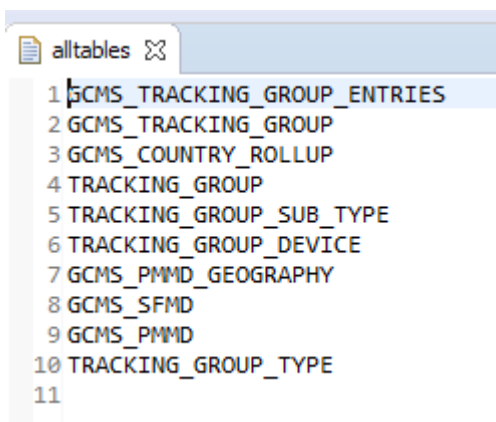 alltables
1 GCMS_TRACKING_GROUP_ENTRIES
2 GCMS_TRACKING_GROUP
3 GCMS_COUNTRY_ROLLUP
4 TRACKING_GROUP
5 TRACKING_GROUP_SUB_TYPE
6 TRACKING_GROUP_DEVICE
7 GCMS_PMMD_GEOGRAPHY
8 GCMS_SFMD
9 GCMS_PMMD
10 TRACKING_GROUP_TYPE
11